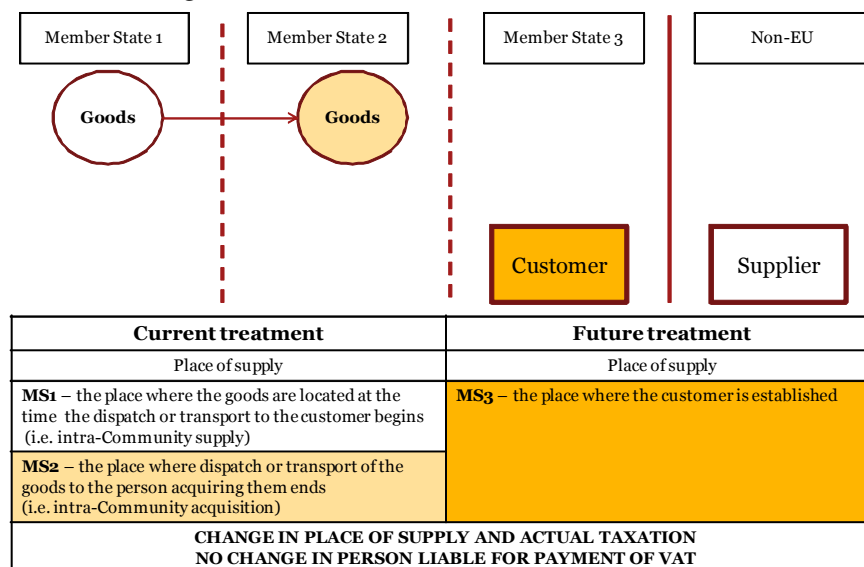 Member State 1
Member State 2
Member State 3
Non-EU
Goods
Goods
Customer
Supplier
Current treatment
Future treatment
Place of supply
Place of supply
MS1 – the place where the goods are located at the
time the dispatch or transport to the customer begins
(i.e. intra-Community supply)
MS3 – the place where the customer is established
MS2 – the place where dispatch or transport of the
goods to the person acquiring them ends
(i.e. intra-Community acquisition)
CHANGE IN PLACE OF SUPPLY AND ACTUAL TAXATION
NO CHANGE IN PERSON LIABLE FOR PAYMENT OF VAT